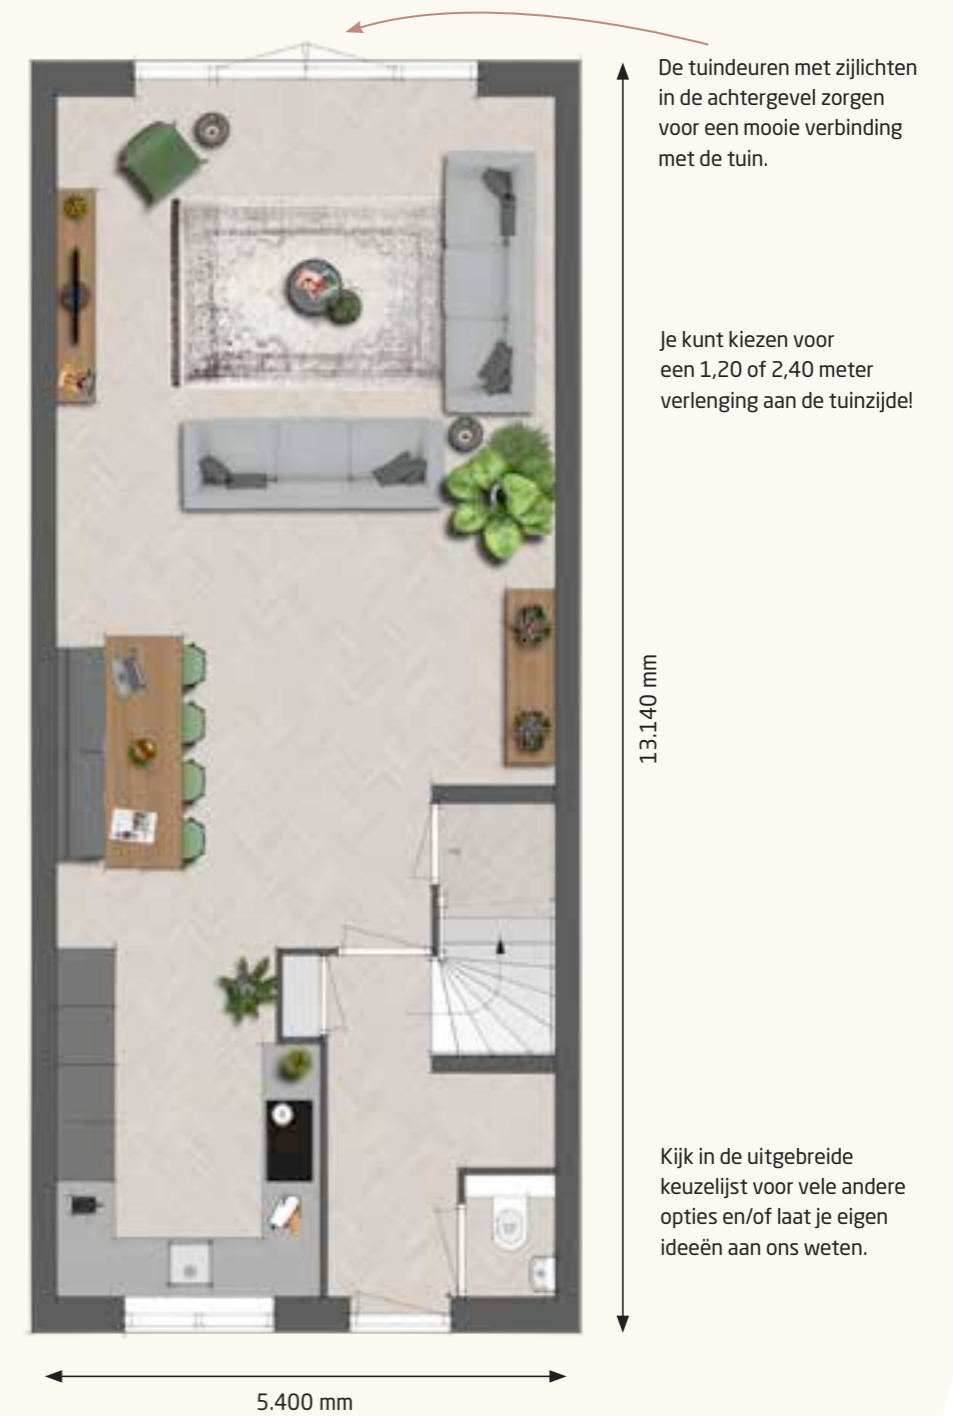 De tuindeuren met zijlichten
in de achtergevel zorgen
voor een mooie verbinding
met de tuin.
Je kunt kiezen voor
een 1,20 of 2,40 meter
verlenging aan de tuinzijde!
13.140 mm
Kijk in de uitgebreide
keuzelijst voor vele andere
opties en/of laat je eigen
ideeën aan ons weten.
5.400 mm